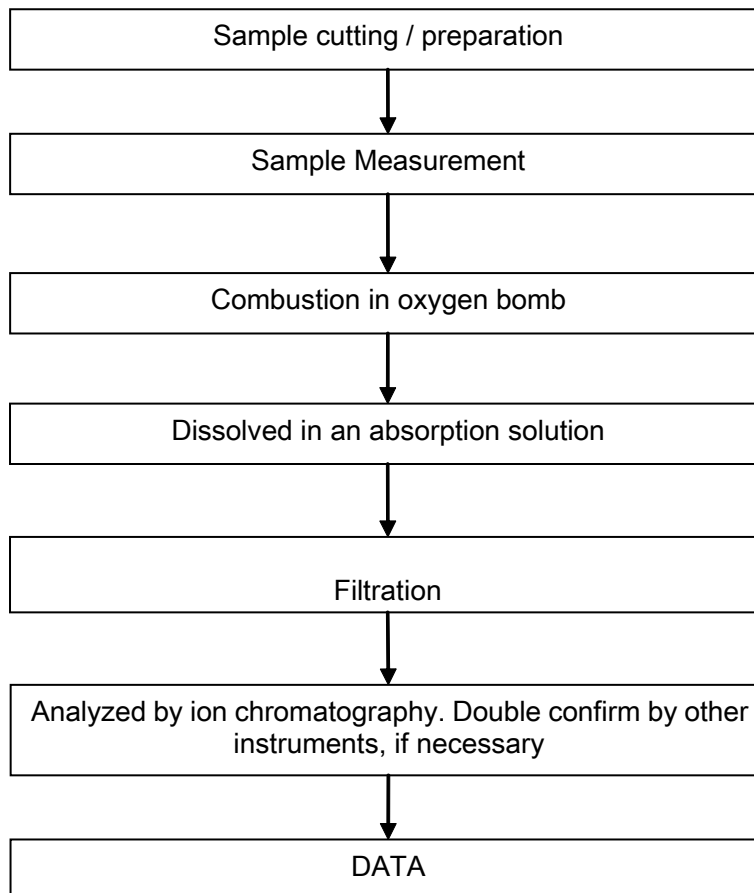 Sample cutting / preparation
Sample Measurement
Combustion in oxygen bomb
Dissolved in an absorption solution
Filtration
Analyzed by ion chromatography. Double confirm by other
instruments, if necessary
DATA